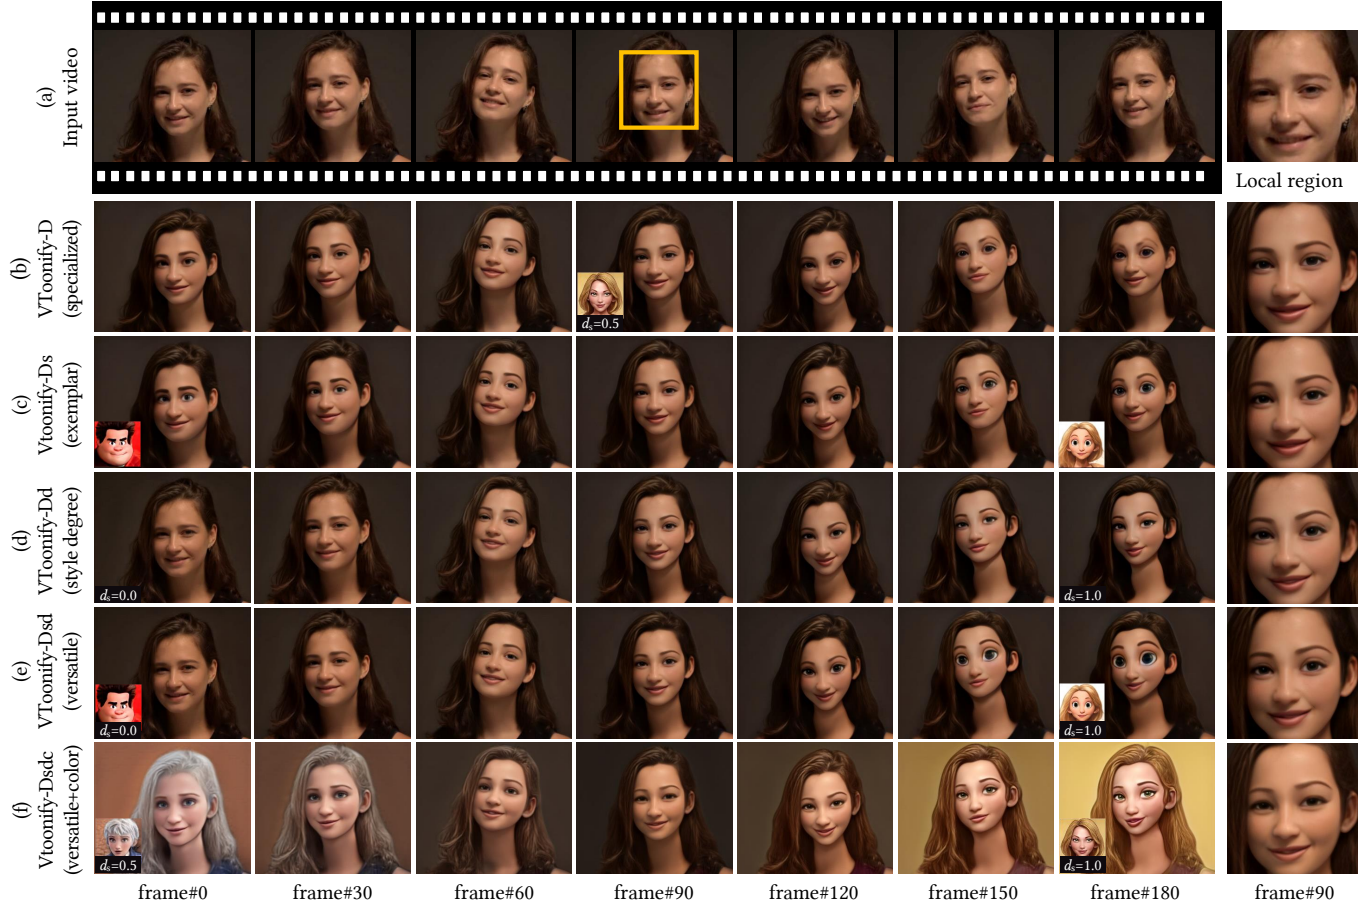 (a)
Input video
Local region
(b)
VToonify-D
(specialized)
dₛ=0.5
(c)
Vtoonify-Ds
(exemplar)
(d)
VToonify-Dd
(style degree)
dₛ=0.0
dₛ=1.0
(e)
VToonify-Dsd
(versatile)
dₛ=0.0
dₛ=1.0
(f)
Vtoonify-Dsdc
(versatile+color)
dₛ=0.5
dₛ=1.0
frame#0 frame#30 frame#60 frame#90 frame#120 frame#150 frame#180 frame#90